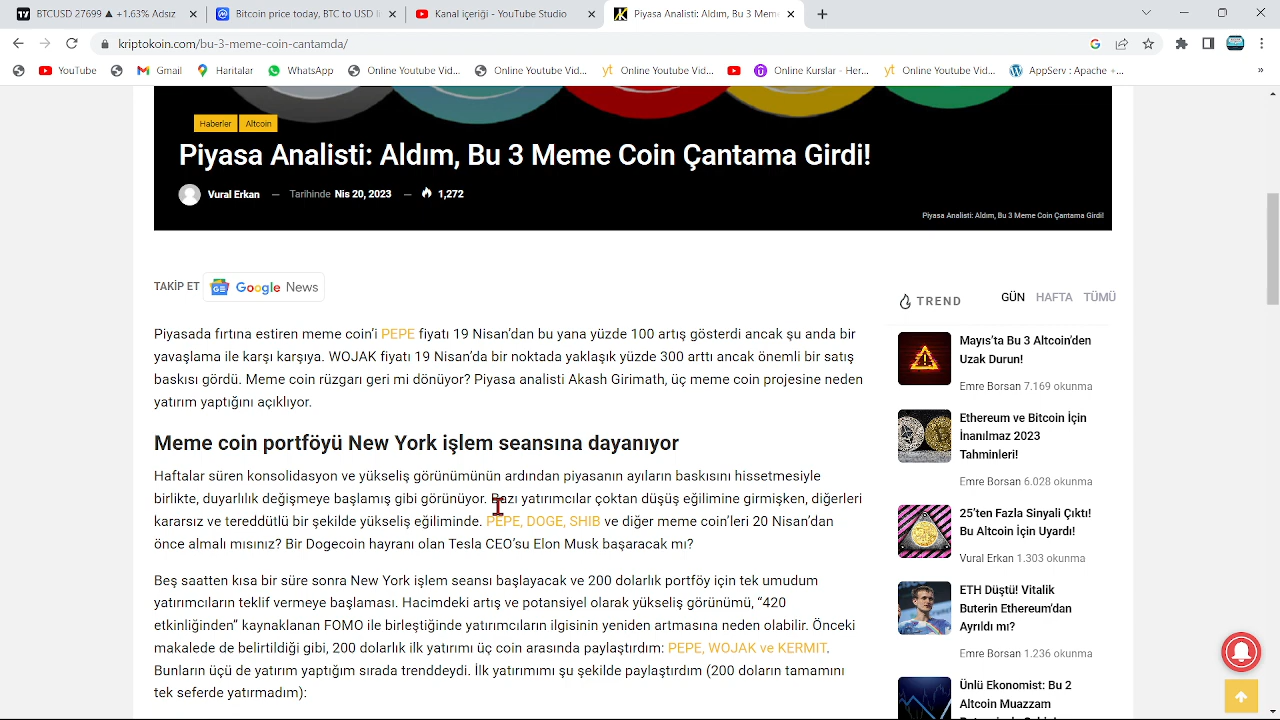 BTCUSD 27699 ▲ +1.63% Adsız
Altcoin, Bitcoin ve USD li
Kanal içeriği - YouTube Studio
Piyasa Analisti: Aldım, Bu 3 Meme
kriptokoin.com/bu-3-meme-coin-cantamda/
YouTube
Gmail
Haritalar
WhatsApp
Online Youtube Vid...
Online Youtube Vid...
Online Youtube Vid...
Online Kurslar - Her...
Online Youtube Vid...
AppServ : Apache +...
»
Haberler
Altcoin
Piyasa Analisti: Aldım, Bu 3 Meme Coin Çantama Girdi!
Vural Erkan — Tarihinde Nis 20, 2023 — 1,272
Piyasa Analisti: Aldım, Bu 3 Meme Coin Çantama Girdi!
TAKİP ET Google News
Piyasada fırtına estiren meme coin’i PEPE fiyatı 19 Nisan’dan bu yana yüzde 100 artış gösterdi ancak şu anda bir
yavaşlama ile karşı karşıya. WOJAK fiyatı 19 Nisan’da bir noktada yaklaşık yüzde 300 arttı ancak önemli bir satış
baskısı gördü. Meme coin rüzgarı geri mi dönüyor? Piyasa analisti Akash Girimath, üç meme coin projesine neden
yatırım yaptığını açıklıyor.
Meme coin portföyü New York işlem seansına dayanıyor
Haftalar süren konsolidasyon ve yükseliş görünümünün ardından piyasanın ayıların baskısını hissetmesiyle
birlikte, duyarlılık değişmeye başlamış gibi görünüyor. Bazı yatırımcılar çoktan düşüş eğilimine girmişken, diğerleri
kararsız ve tereddütlü bir şekilde yükseliş eğiliminde. PEPE, DOGE, SHIB ve diğer meme coin’leri 20 Nisan’dan
önce almalı mısınız? Bir Dogecoin hayranı olan Tesla CEO’su Elon Musk başaracak mı?
Beş saatten kısa bir süre sonra New York işlem seansı başlayacak ve 200 dolarlık portföy için tek umudum
yatırımcıların teklif vermeye başlaması. Hacimdeki artış ve potansiyel olarak yükseliş görünümü, “420
etkinliğinden” kaynaklanan FOMO ile birleştiğinde yatırımcıların ilgisinin yeniden artmasına neden olabilir. Önceki
makalede de belirtildiği gibi, 200 dolarlık ilk yatırımı üç coin arasında paylaştırdım: PEPE, WOJAK ve KERMIT.
Bunların üçü de yatırım yaptığım sırada trenddeydi. İlk yatırımı şu şekilde paylaştırdım (200 doların tamamını
tek seferde yatırmadım):
TREND
GÜN HAFTA TÜMÜ
Mayıs’ta Bu 3 Altcoin’den
Uzak Durun!
Emre Borsan 7.169 okunma
Ethereum ve Bitcoin İçin
İnanılmaz 2023
Tahminleri!
Emre Borsan 6.028 okunma
25’ten Fazla Sinyali Çıktı!
Bu Altcoin İçin Uyardı!
Vural Erkan 1.303 okunma
ETH Düştü! Vitalik
Buterin Ethereum’dan
Ayrıldı mı?
Emre Borsan 1.236 okunma
Ünlü Ekonomist: Bu 2
Altcoin Muazzam